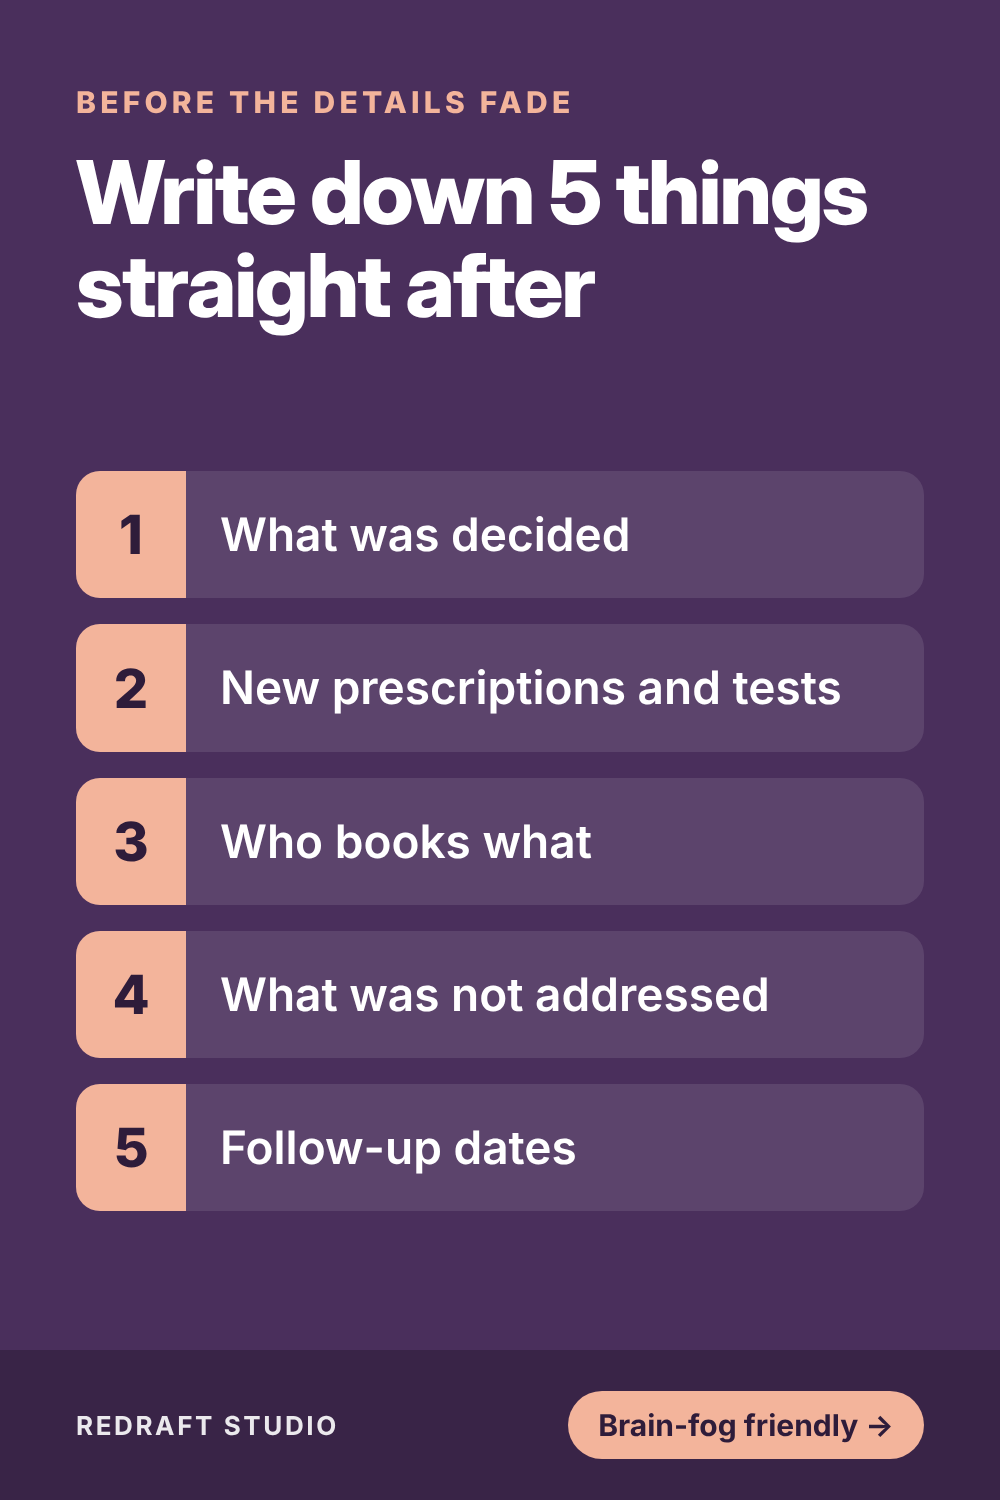 BEFORE THE DETAILS FADE
Write down 5 things
straight after
1 What was decided
2 New prescriptions and tests
3 Who books what
4 What was not addressed
5 Follow-up dates
REDRAFT STUDIO
Brain-fog friendly →